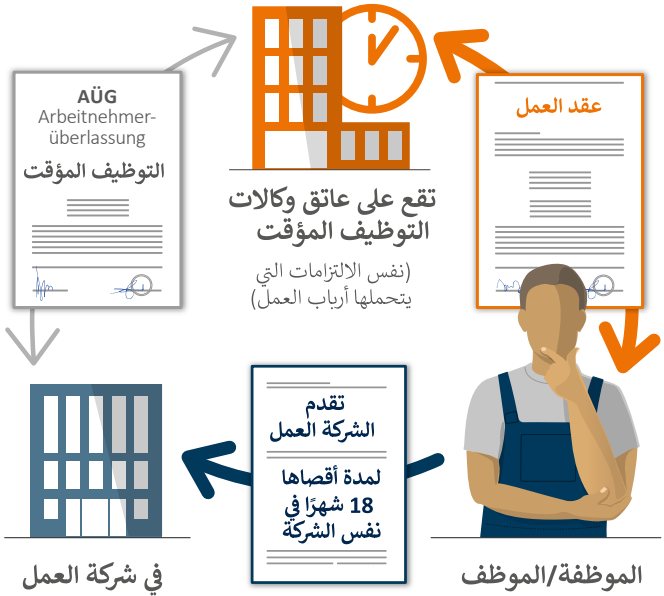 AÜG
Arbeitnehmer-
überlassung
التوظيف المؤقت
عقد العمل
تقع على عاتق وكالات
التوظيف المؤقت
(نفس الالتزامات التي
يتحملها أرباب العمل)
تقدم
الشركة العمل
لمدة أقصاها
18 شهرًا في
نفس الشركة
في شركة العمل
الموظفة/الموظف